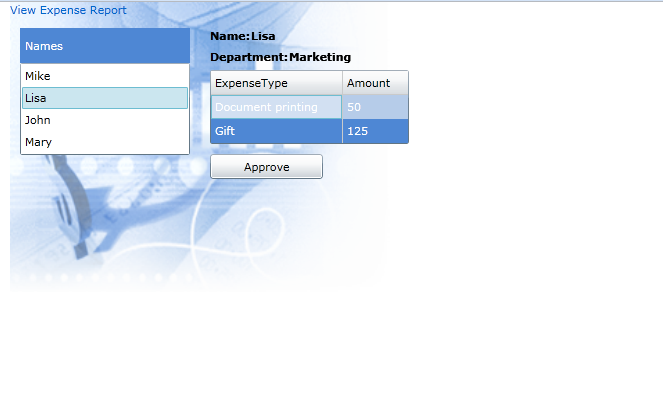 View Expense Report
Names
Mike
Lisa
John
Mary
Name:Lisa
Department:Marketing
ExpenseType Amount
Document printing 50
Gift 125
Approve